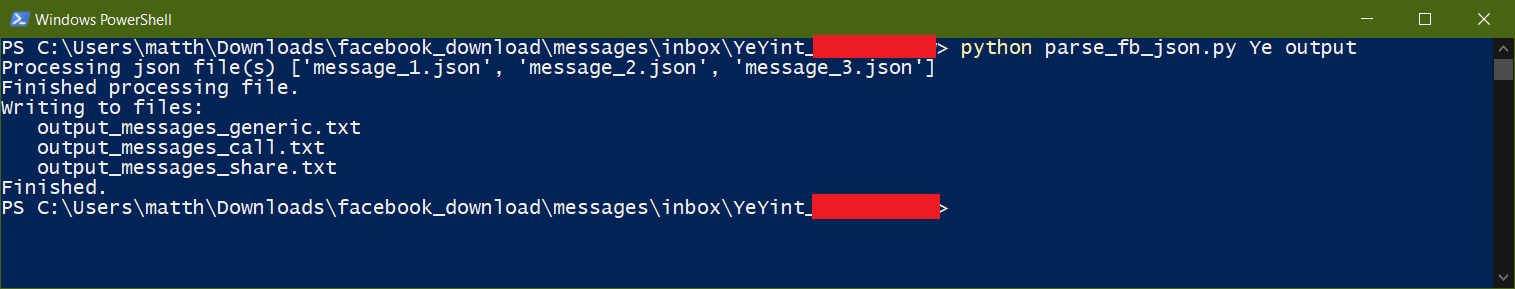 Windows PowerShell
PS C:\Users\matth\Downloads\facebook_download\messages\inbox\YeYint_> python parse_fb_json.py Ye output
Processing json file(s) ['message_1.json', 'message_2.json', 'message_3.json']
Finished processing file.
Writing to files:
   output_messages_generic.txt
   output_messages_call.txt
   output_messages_share.txt
Finished.
PS C:\Users\matth\Downloads\facebook_download\messages\inbox\YeYint_>